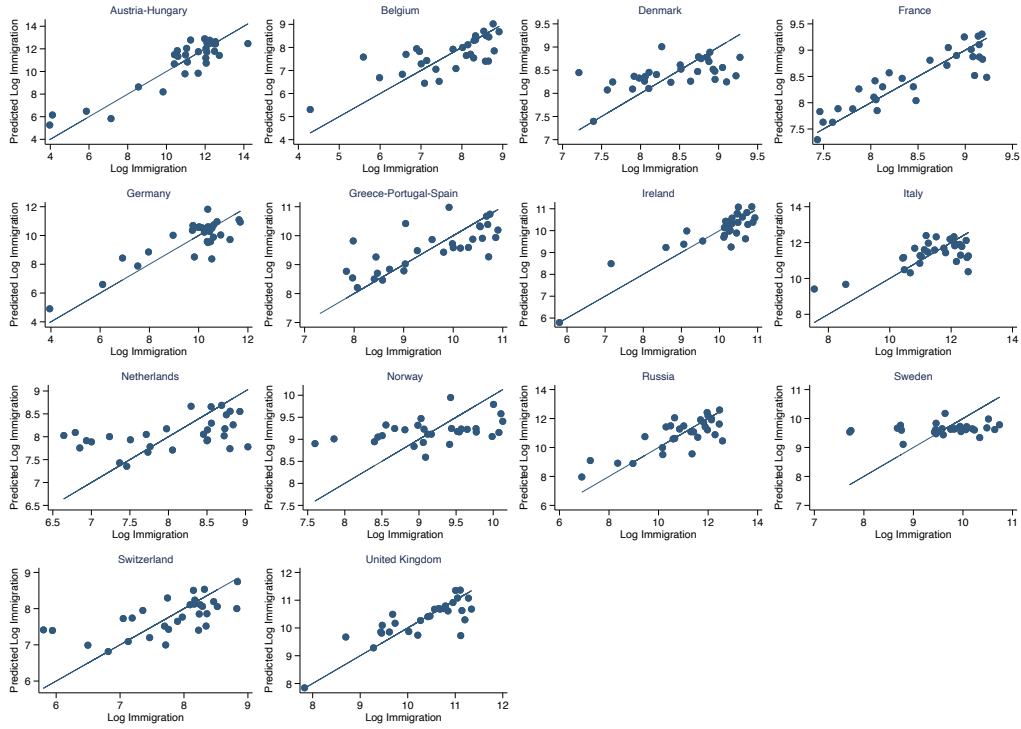 Austria-Hungary
Predicted Log Immigration
14
12
10
8
6
4
4 6 8 10 12 14
Log Immigration
Belgium
Predicted Log Immigration
9
8
7
6
5
4
4 5 6 7 8 9
Log Immigration
Denmark
Predicted Log Immigration
9.5
9
8.5
8
7.5
7
7 7.5 8 8.5 9 9.5
Log Immigration
France
Predicted Log Immigration
9.5
9
8.5
8
7.5
7.5 8 8.5 9 9.5
Log Immigration
Germany
Predicted Log Immigration
12
10
8
6
4
4 6 8 10 12
Log Immigration
Greece-Portugal-Spain
Predicted Log Immigration
11
10
9
8
7
7 8 9 10 11
Log Immigration
Ireland
Predicted Log Immigration
11
10
9
8
7
6
6 7 8 9 10 11
Log Immigration
Italy
Predicted Log Immigration
14
12
10
8
8 10 12 14
Log Immigration
Netherlands
Predicted Log Immigration
9
8.5
8
7.5
7
6.5
6.5 7 7.5 8 8.5 9
Log Immigration
Norway
Predicted Log Immigration
10
9.5
9
8.5
8
7.5
7.5 8 8.5 9 9.5 10
Log Immigration
Russia
Predicted Log Immigration
14
12
10
8
6
6 8 10 12 14
Log Immigration
Sweden
Predicted Log Immigration
11
10
9
8
7
7 8 9 10 11
Log Immigration
Switzerland
Predicted Log Immigration
9
8
7
6
6 7 8 9
Log Immigration
United Kingdom
Predicted Log Immigration
12
11
10
9
8
8 9 10 11 12
Log Immigration